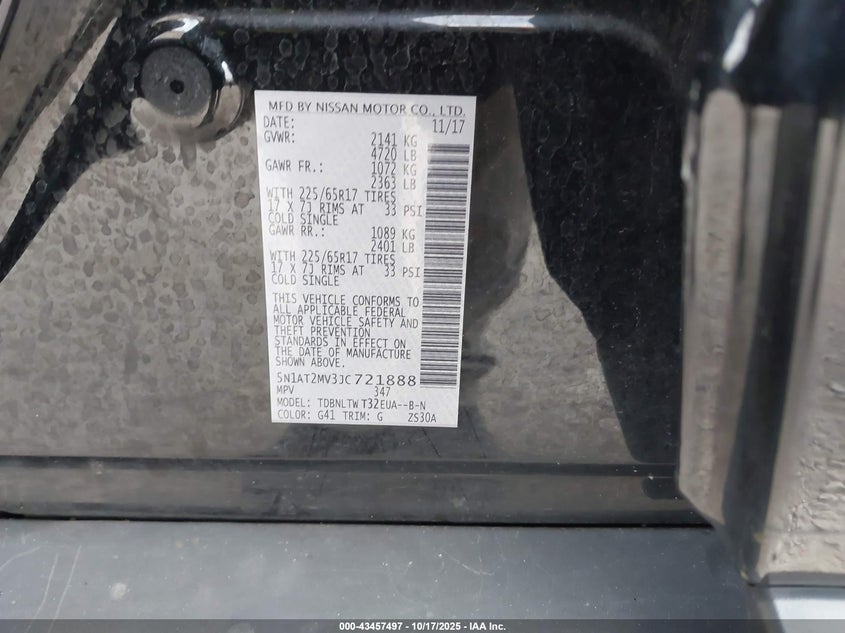 MFD BY NISSAN MOTOR CO., LTD.
DATE: 11/17
GVWR: 2141 KG
4720 LB
GAWR FR.: 1072 KG
2363 LB
WITH 225/65R17 TIRES
17 X 7J RIMS AT 33 PSI
COLD SINGLE
GAWR RR.: 1089 KG
2401 LB
WITH 225/65R17 TIRES
17 X 7J RIMS AT 33 PSI
COLD SINGLE
THIS VEHICLE CONFORMS TO
ALL APPLICABLE FEDERAL
MOTOR VEHICLE SAFETY AND
THEFT PREVENTION
STANDARDS IN EFFECT ON
THE DATE OF MANUFACTURE
SHOWN ABOVE.
5N1AT2MV3JC721888
MPV 347
MODEL: TDBNLTW T32EUA--B-N
COLOR: G41 TRIM: G ZS30A
000-43457497 - 10/17/2025 - IAA Inc.